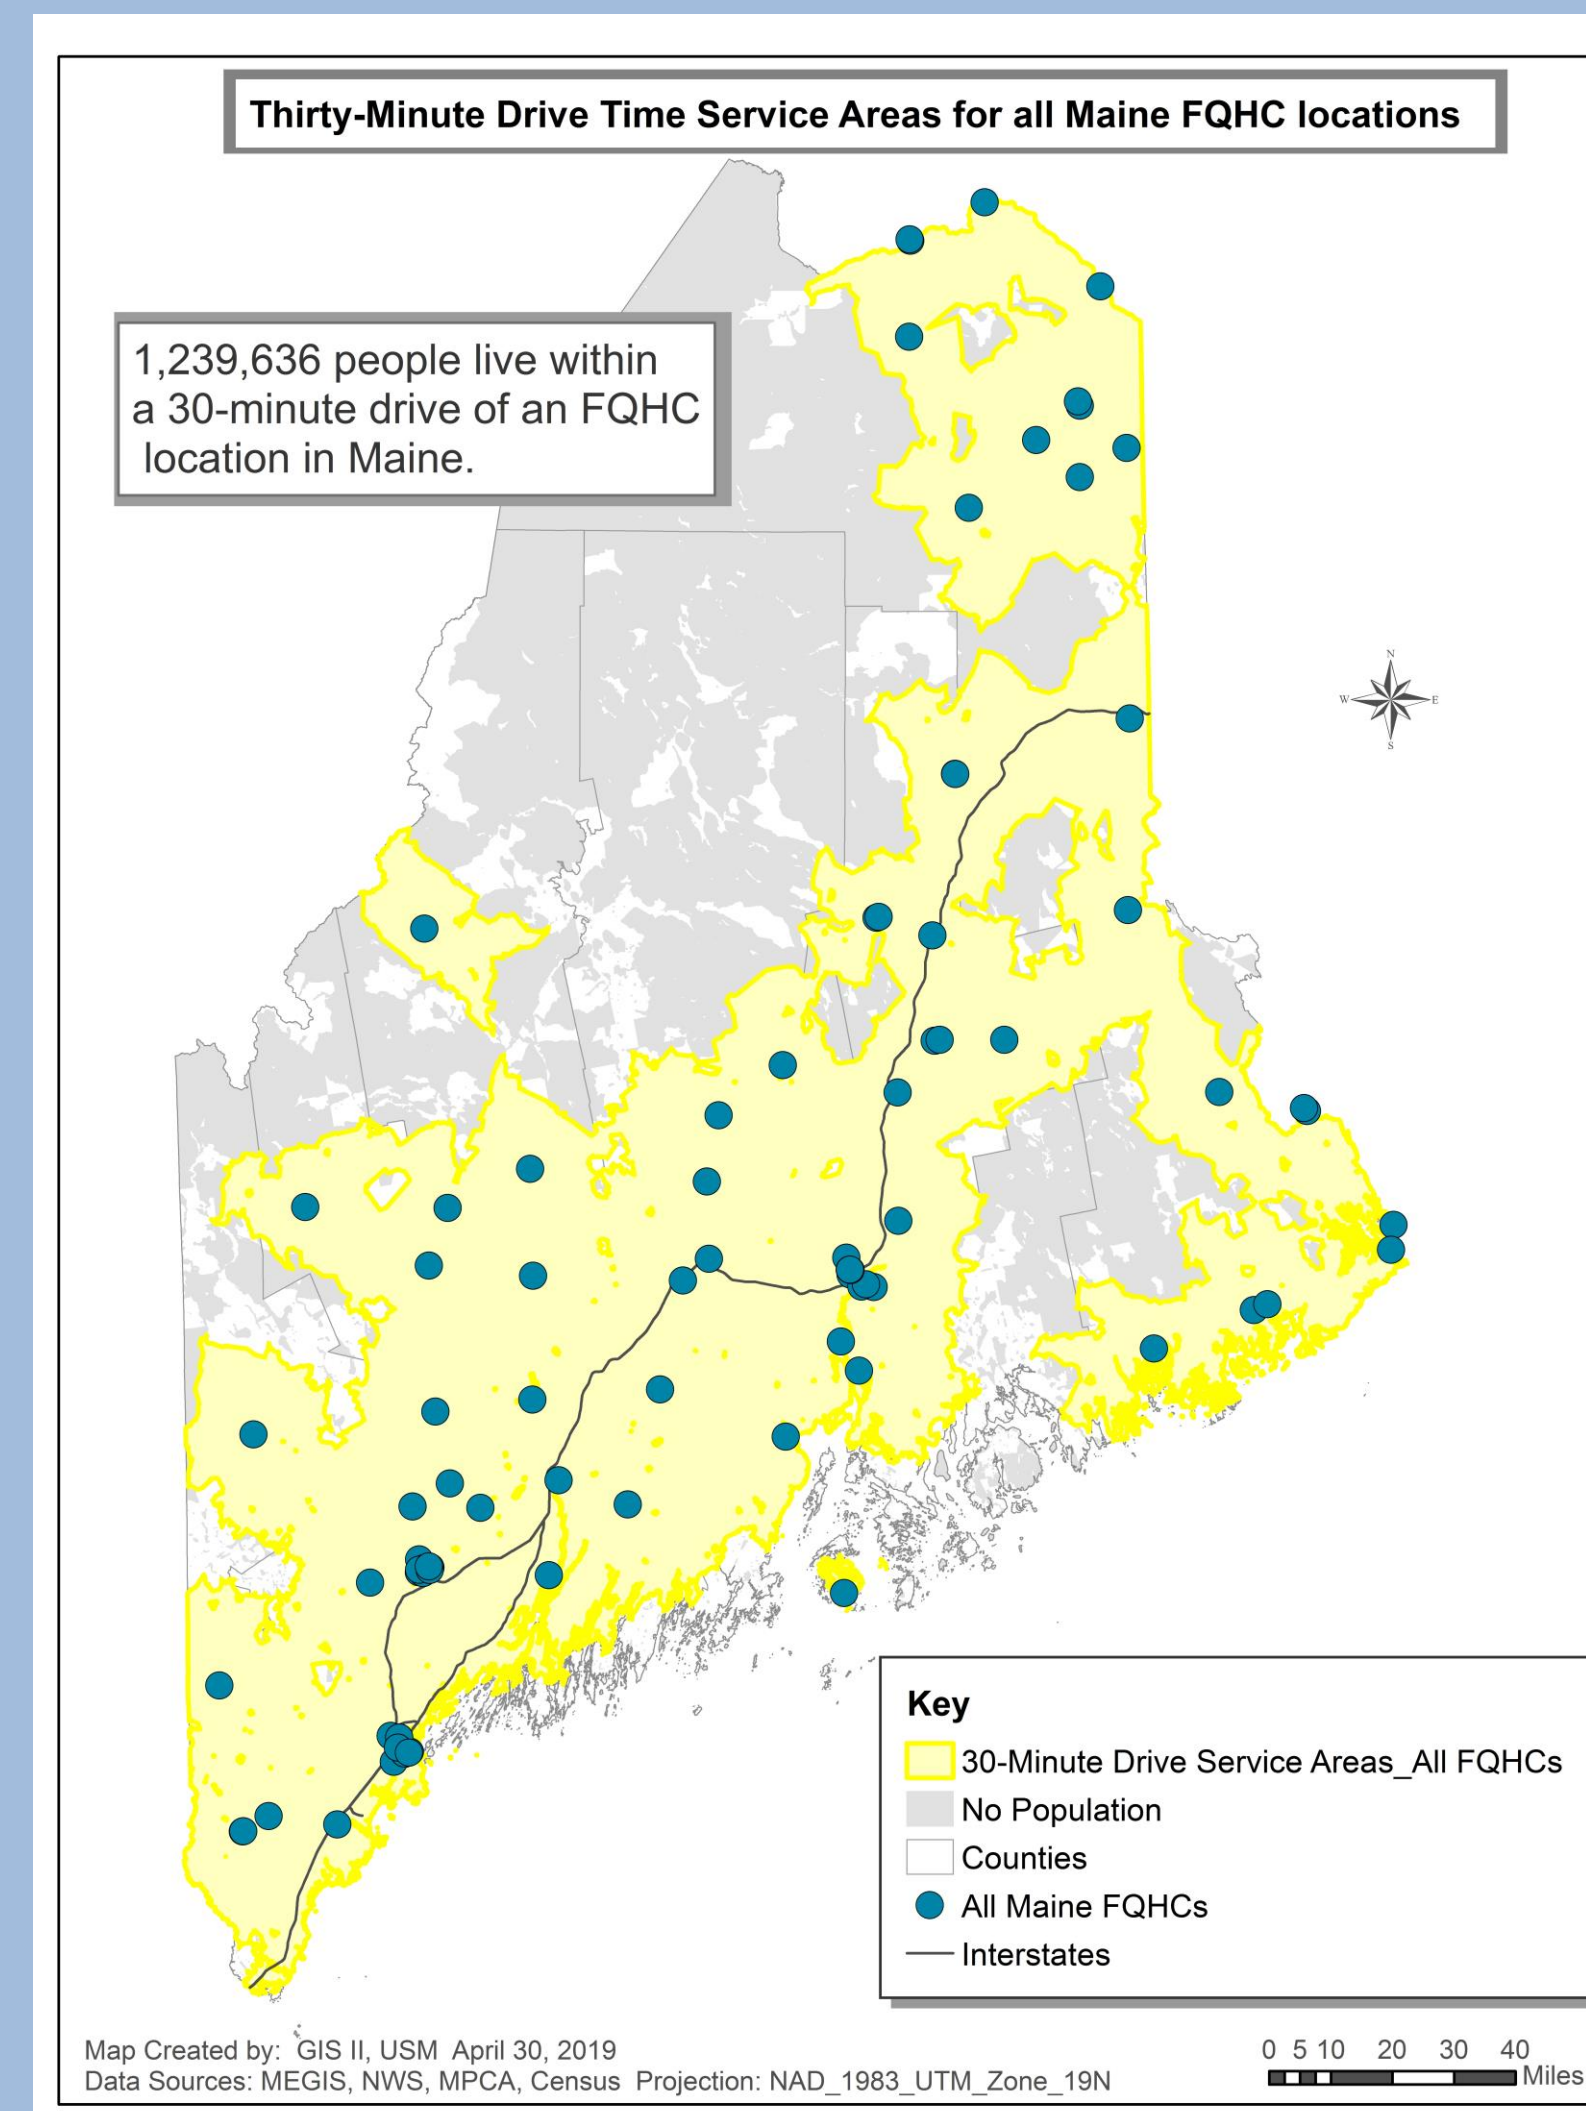 Thirty-Minute Drive Time Service Areas for all Maine FQHC locations
1,239,636 people live within
a 30-minute drive of an FQHC
location in Maine.
N
W E
S
Key
30-Minute Drive Service Areas_All FQHCs
No Population
Counties
All Maine FQHCs
Interstates
Map Created by: GIS II, USM April 30, 2019
Data Sources: MEGIS, NWS, MPCA, Census Projection: NAD_1983_UTM_Zone_19N
0 5 10 20 30 40
Miles